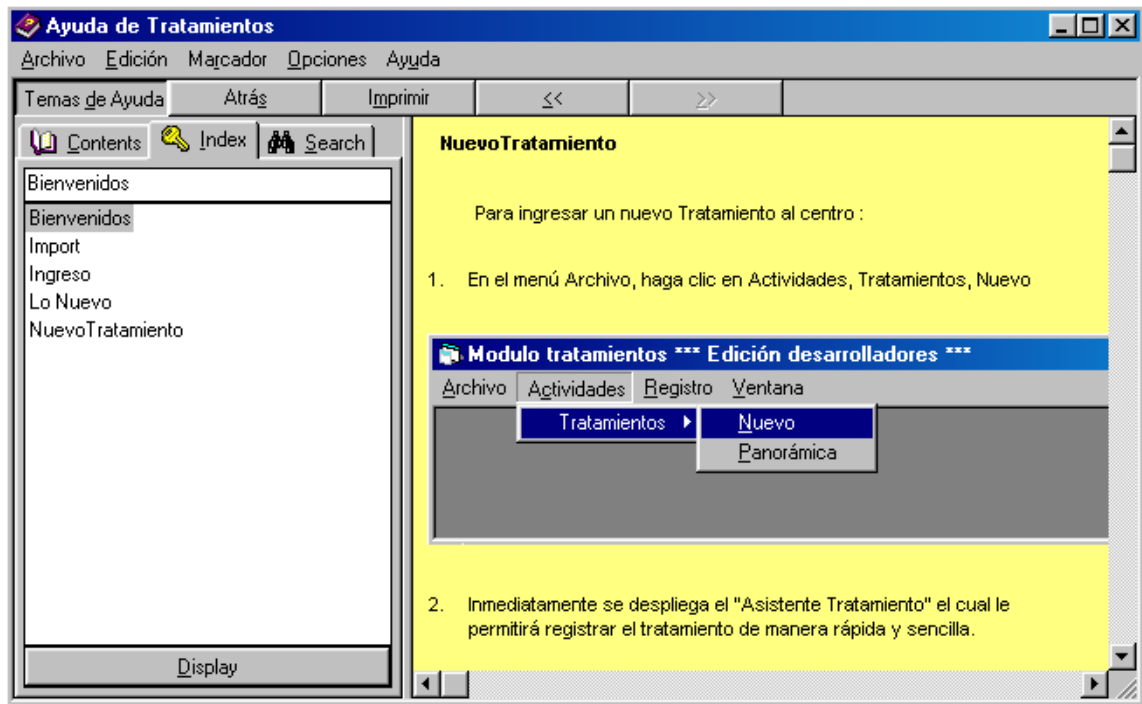 Ayuda de Tratamientos
Archivo Edición Marcador Opciones Ayuda
Temas de Ayuda Atrás Imprimir << >>
Contents Index Search
Bienvenidos
Bienvenidos
Import
Ingreso
Lo Nuevo
NuevoTratamiento
Display
NuevoTratamiento
Para ingresar un nuevo Tratamiento al centro :
1. En el menú Archivo, haga clic en Actividades, Tratamientos, Nuevo
Modulo tratamientos *** Edición desarrolladores ***
Archivo Actividades Registro Ventana
Tratamientos Nuevo
Panorámica
2. Inmediatamente se despliega el "Asistente Tratamiento" el cual le
permitirá registrar el tratamiento de manera rápida y sencilla.